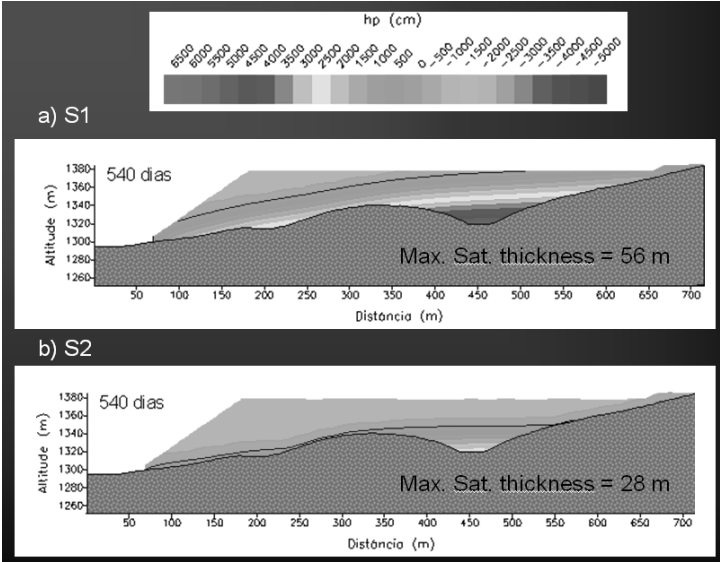 hp (cm)
6500 6000 5500 5000 4500 4000 3500 3000 2500 2000 1500 1000 500 0 -500 -1000 -1500 -2000 -2500 -3000 -3500 -4000 -4500 -5000
a) S1
540 dias
Altitude (m)
1380
1360
1340
1320
1300
1280
1260
Max. Sat. thickness = 56 m
50 100 150 200 250 300 350 400 450 500 550 600 650 700
Distância (m)
b) S2
540 dias
Altitude (m)
1380
1360
1340
1320
1300
1280
1260
Max. Sat. thickness = 28 m
50 100 150 200 250 300 350 400 450 500 550 600 650 700
Distância (m)